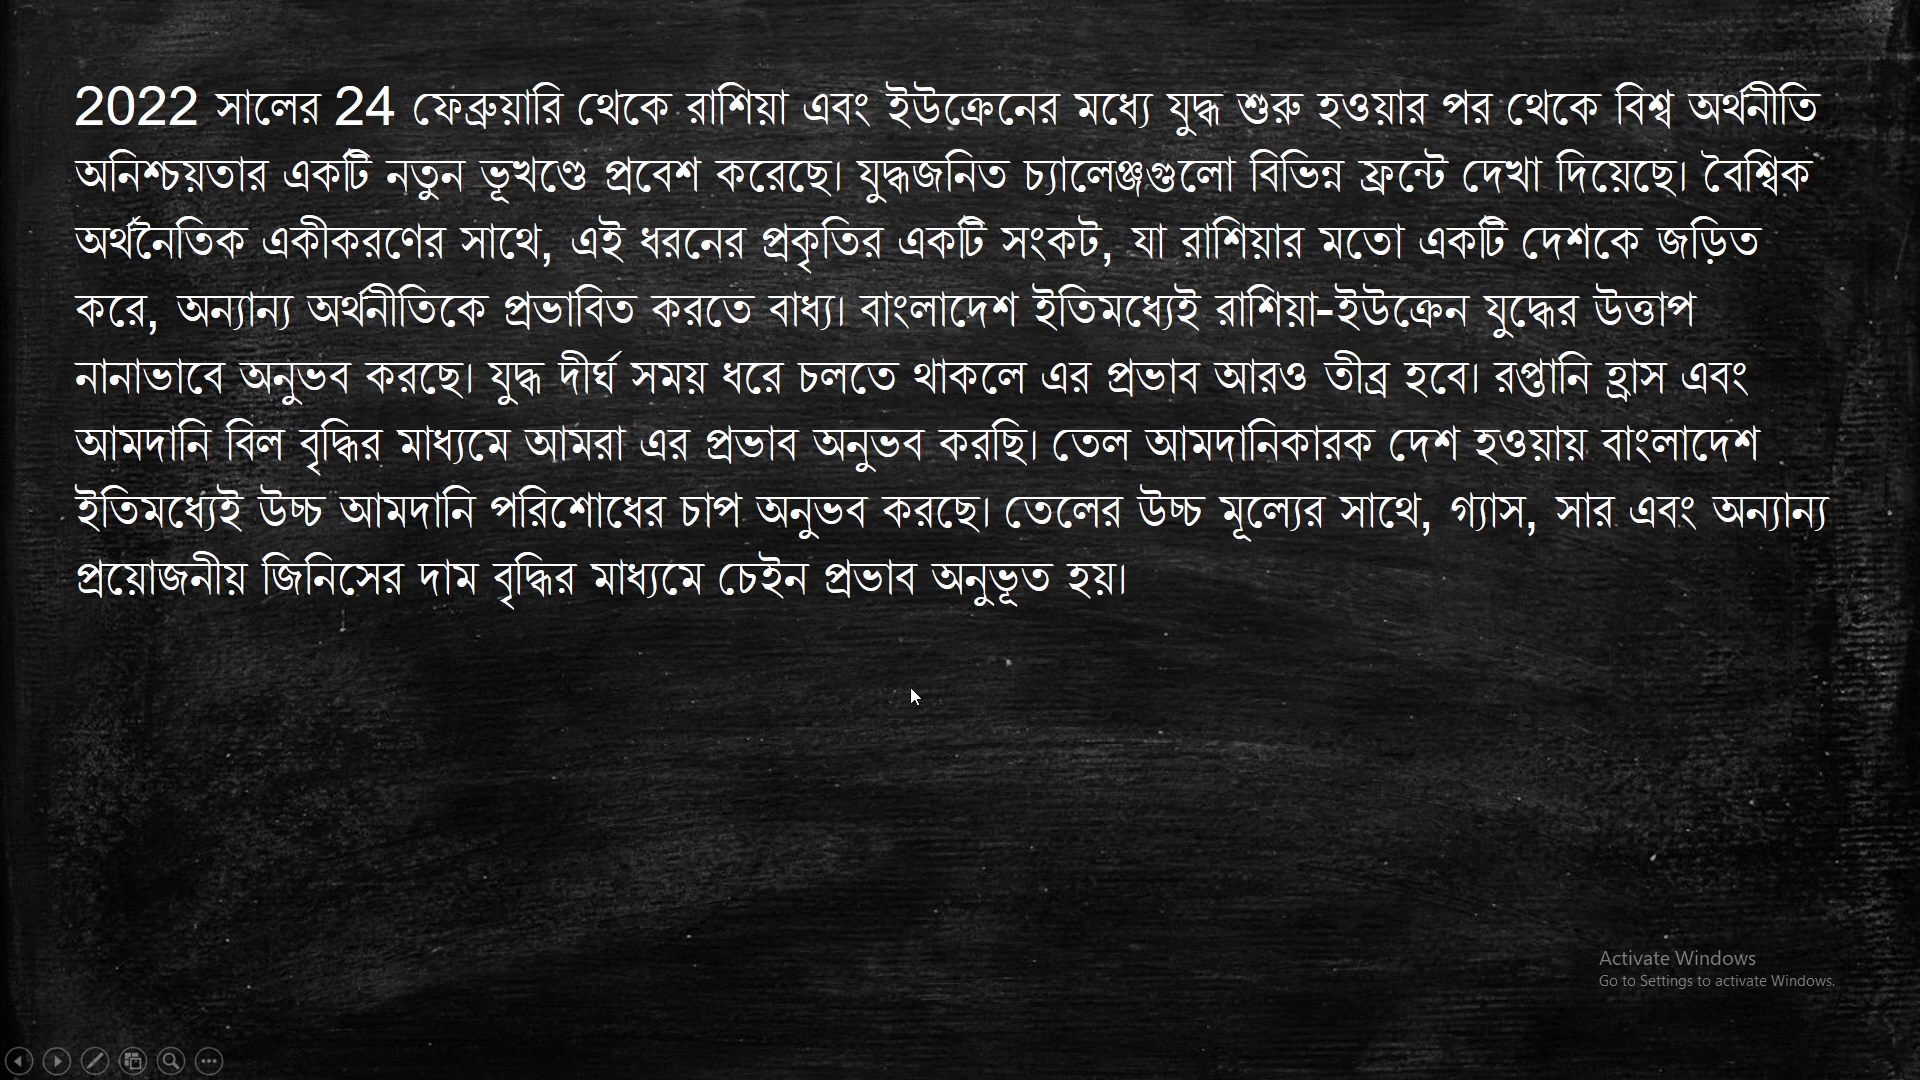 2022 সালের 24 ফেব্রুয়ারি থেকে রাশিয়া এবং ইউক্রেনের মধ্যে যুদ্ধ শুরু হওয়ার পর থেকে বিশ্ব অর্থনীতি
অনিশ্চয়তার একটি নতুন ভূখণ্ডে প্রবেশ করেছে। যুদ্ধজনিত চ্যালেঞ্জগুলো বিভিন্ন ফ্রন্টে দেখা দিয়েছে। বৈশ্বিক
অর্থনৈতিক একীকরণের সাথে, এই ধরনের প্রকৃতির একটি সংকট, যা রাশিয়ার মতো একটি দেশকে জড়িত
করে, অন্যান্য অর্থনীতিকে প্রভাবিত করতে বাধ্য। বাংলাদেশ ইতিমধ্যেই রাশিয়া-ইউক্রেন যুদ্ধের উত্তাপ
নানাভাবে অনুভব করছে। যুদ্ধ দীর্ঘ সময় ধরে চলতে থাকলে এর প্রভাব আরও তীব্র হবে। রপ্তানি হ্রাস এবং
আমদানি বিল বৃদ্ধির মাধ্যমে আমরা এর প্রভাব অনুভব করছি। তেল আমদানিকারক দেশ হওয়ায় বাংলাদেশ
ইতিমধ্যেই উচ্চ আমদানি পরিশোধের চাপ অনুভব করছে। তেলের উচ্চ মূল্যের সাথে, গ্যাস, সার এবং অন্যান্য
প্রয়োজনীয় জিনিসের দাম বৃদ্ধির মাধ্যমে চেইন প্রভাব অনুভূত হয়।
Activate Windows
Go to Settings to activate Windows.